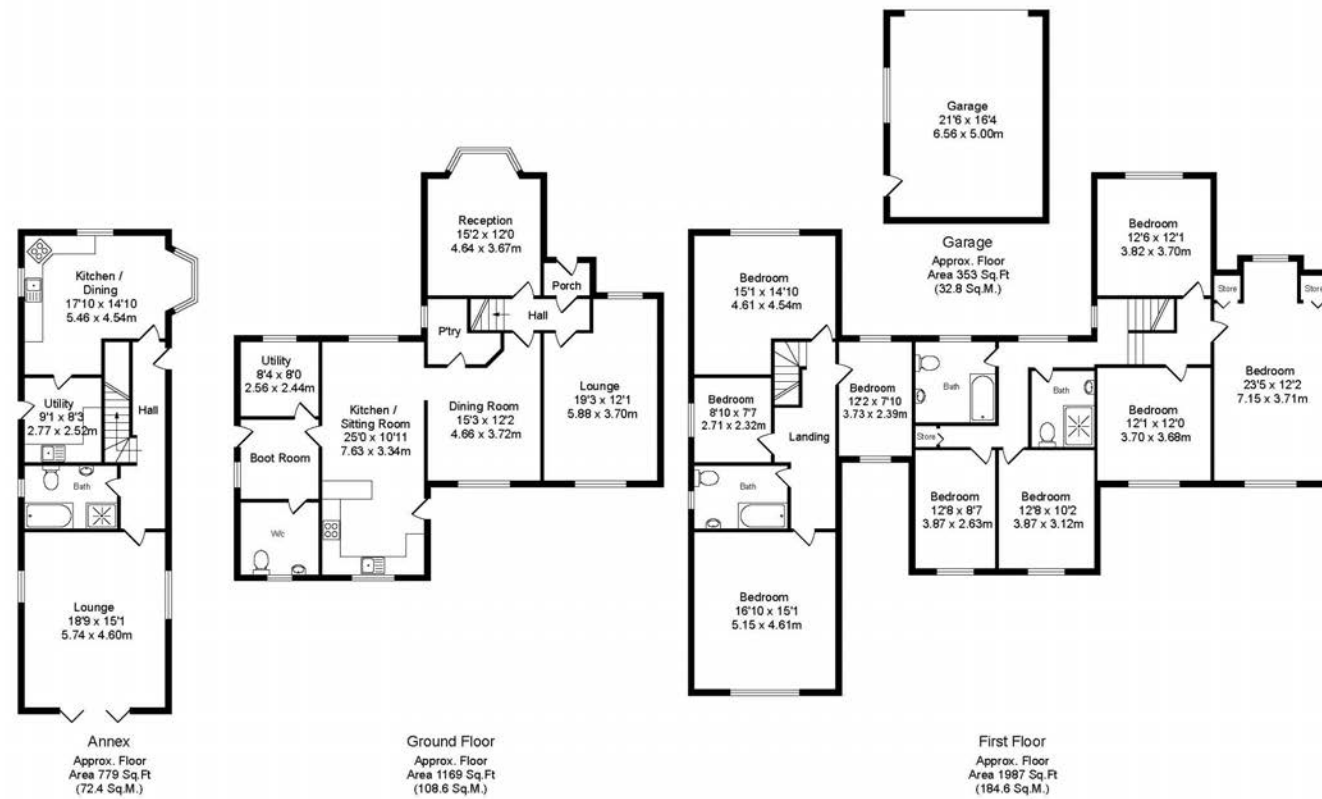 Kitchen /
Dining
17'10 x 14'10
5.46 x 4.54m
Utility
9'1 x 8'3
2.77 x 2.52m
Hall
Bath
Lounge
18'9 x 15'1
5.74 x 4.60m
Annex
Approx. Floor
Area 779 Sq.Ft
(72.4 Sq.M.)
Reception
15'2 x 12'0
4.64 x 3.67m
Porch
Hall
P'try
Utility
8'4 x 8'0
2.56 x 2.44m
Kitchen /
Sitting Room
25'0 x 10'11
7.63 x 3.34m
Dining Room
15'3 x 12'2
4.66 x 3.72m
Lounge
19'3 x 12'1
5.88 x 3.70m
Boot Room
W/c
Ground Floor
Approx. Floor
Area 1169 Sq.Ft
(108.6 Sq.M.)
Garage
21'6 x 16'4
6.56 x 5.00m
Garage
Approx. Floor
Area 353 Sq.Ft
(32.8 Sq.M.)
Bedroom
15'1 x 14'10
4.61 x 4.54m
Bedroom
12'6 x 12'1
3.82 x 3.70m
Store
Store
Bedroom
8'10 x 7'7
2.71 x 2.32m
Landing
Bedroom
12'2 x 7'10
3.73 x 2.39m
Bath
Bath
Bedroom
12'1 x 12'0
3.70 x 3.68m
Bedroom
23'5 x 12'2
7.15 x 3.71m
Store
Bath
Bedroom
12'8 x 8'7
3.87 x 2.63m
Bedroom
12'8 x 10'2
3.87 x 3.12m
Bedroom
16'10 x 15'1
5.15 x 4.61m
First Floor
Approx. Floor
Area 1987 Sq.Ft
(184.6 Sq.M.)